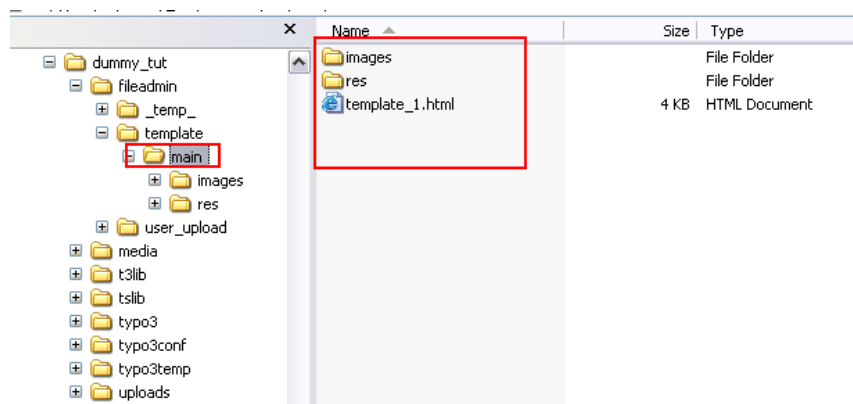 Name Size Type
dummy_tut
fileadmin
_temp_
template
main
images
res
user_upload
media
t3lib
tslib
typo3
typo3conf
typo3temp
uploads
images File Folder
res File Folder
template_1.html 4 KB HTML Document